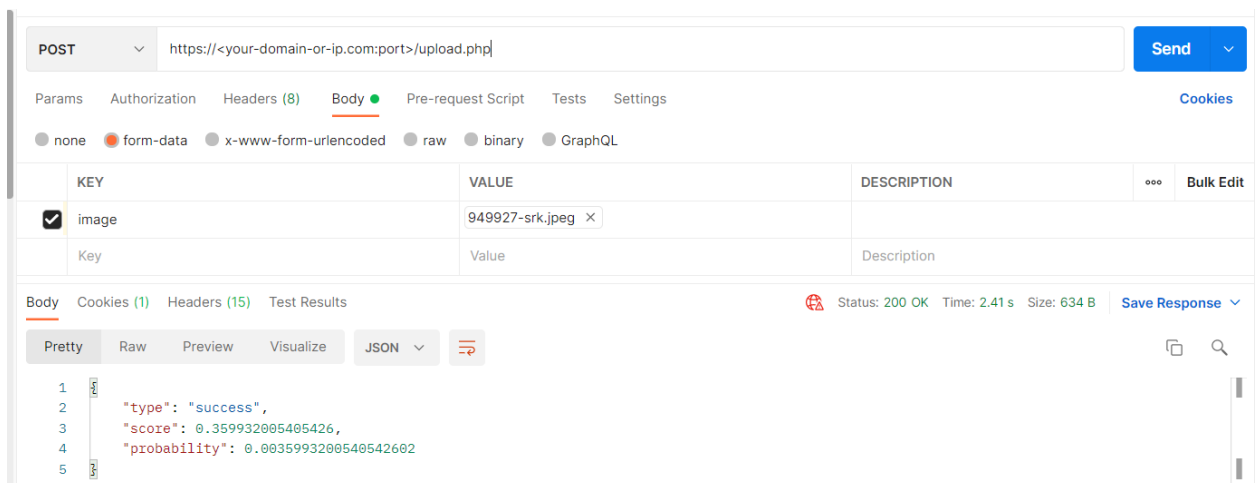 POST https://<your-domain-or-ip.com:port>/upload.php Send
Params Authorization Headers (8) Body Pre-request Script Tests Settings Cookies
none form-data x-www-form-urlencoded raw binary GraphQL
KEY VALUE DESCRIPTION ooo Bulk Edit
image 949927-srk.jpeg ×
Key Value Description
Body Cookies (1) Headers (15) Test Results Status: 200 OK Time: 2.41 s Size: 634 B Save Response
Pretty Raw Preview Visualize JSON
1 {
2 "type": "success",
3 "score": 0.359932005405426,
4 "probability": 0.0035993200540542602
5 }